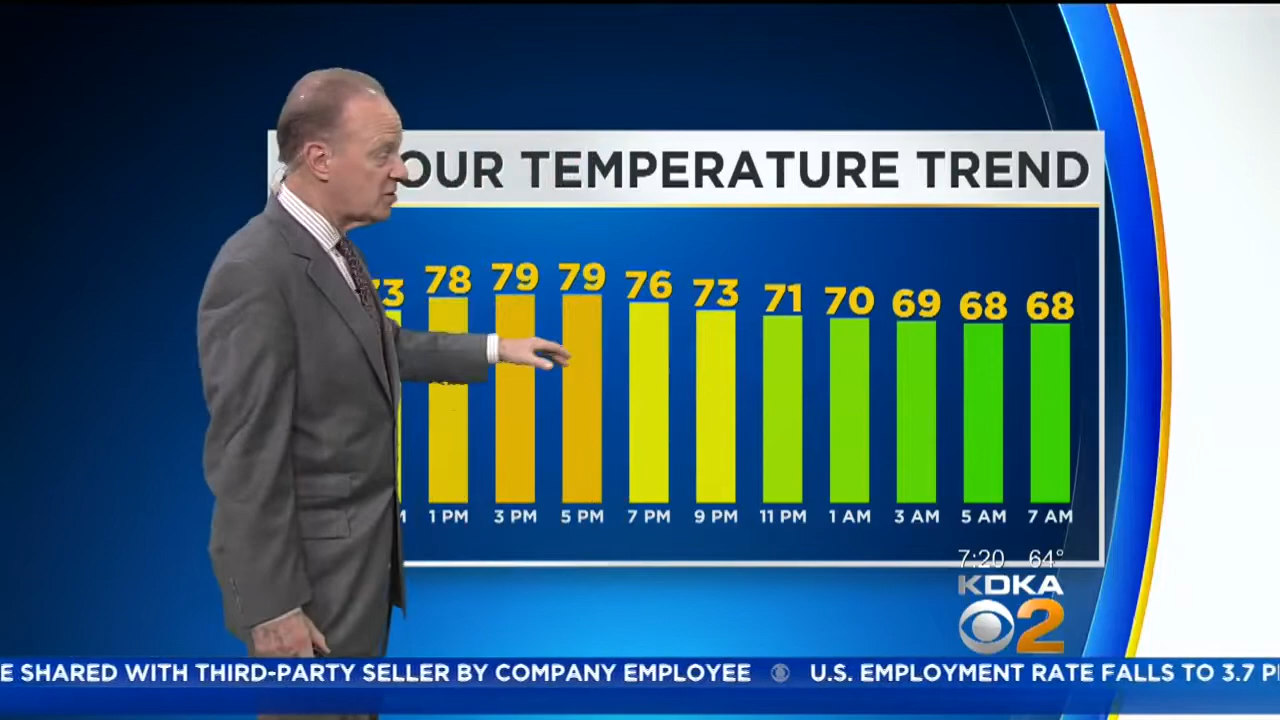 OUR TEMPERATURE TREND
73 78 79 79 76 73 71 70 69 68 68
1 PM 3 PM 5 PM 7 PM 9 PM 11 PM 1 AM 3 AM 5 AM 7 AM
7:20 64°
KDKA
2
E SHARED WITH THIRD-PARTY SELLER BY COMPANY EMPLOYEE U.S. EMPLOYMENT RATE FALLS TO 3.7 P